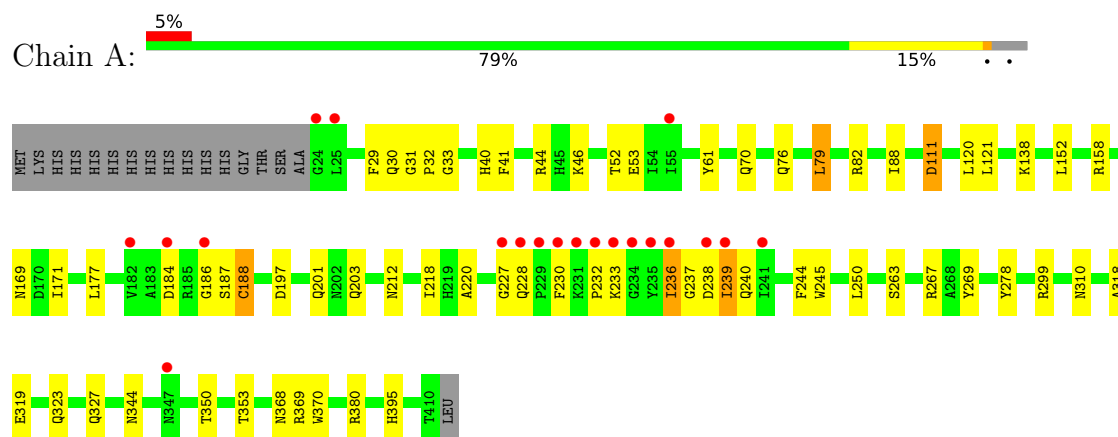 5%
Chain A:
79% 15% • •
MET LYS HIS HIS HIS HIS HIS HIS HIS HIS HIS HIS GLY THR SER ALA G24 L25 F29 Q30 G31 P32 G33 H40 F41 R44 H45 K46 T52 E53 I54 I55 Y61 Q70 Q76 L79 R82 I88 D111 L120 L121 K138 L152 R158
N169 D170 I171 L177 V182 A183 D184 R185 G186 S187 C188 D197 Q201 N202 Q203 N212 I218 H219 A220 G227 Q228 P229 F230 K231 P232 K233 G234 Y235 I236 G237 D238 I239 Q240 I241 F244 W245 L250 S263 R267 A268 Y269 Y278 R299 N310 A318
E319 Q323 Q327 N344 N347 T350 T353 N368 R369 W370 R380 H395 T410 LEU